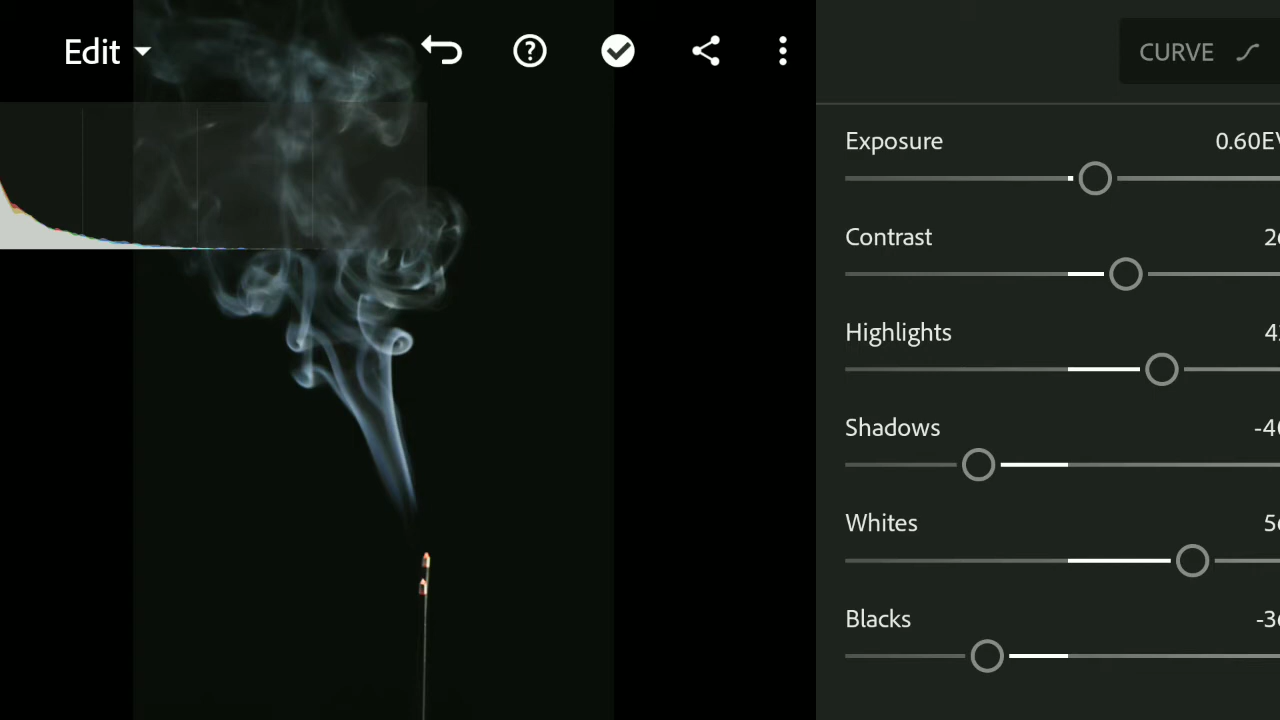 Edit
CURVE
Exposure 0.60EV
Contrast
Highlights
Shadows
Whites
Blacks